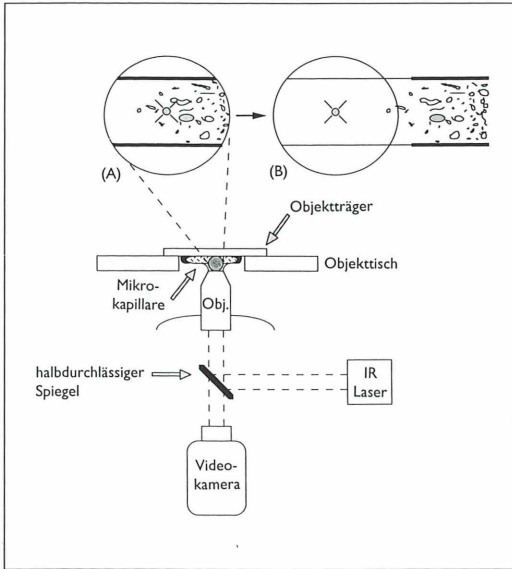 (A)
(B)
Objektträger
Objekttisch
Mikro-
kapillare
Obj.
halbdurchlässiger
Spiegel
IR
Laser
Video-
kamera